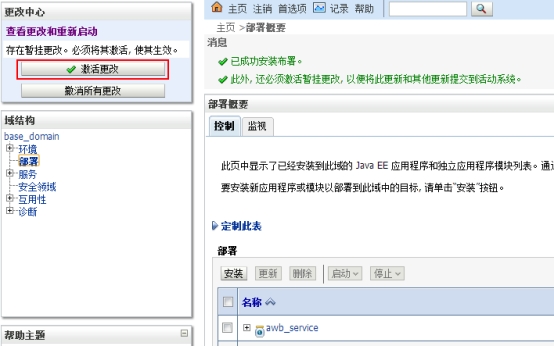 更改中心
查看更改和重新启动
存在暂挂更改。必须将其激活, 使其生效。
激活更改
撤消所有更改
域结构
base_domain
环境
部署
服务
安全领域
互用性
诊断
帮助主题
主页 注销 首选项 记录 帮助
主页 >部署概要
消息
已成功安装布署。
此外, 还必须激活暂挂更改, 以便将此更新和其他更新提交到活动系统。
部署概要
控制 监视
此页中显示了已经安装到此域的 Java EE 应用程序和独立应用程序模块列表。通
要安装新应用程序或模块以部署到此域中的目标, 请单击"安装"按钮。
定制此表
部署
安装 更新 删除 启动 停止
名称
awb_service